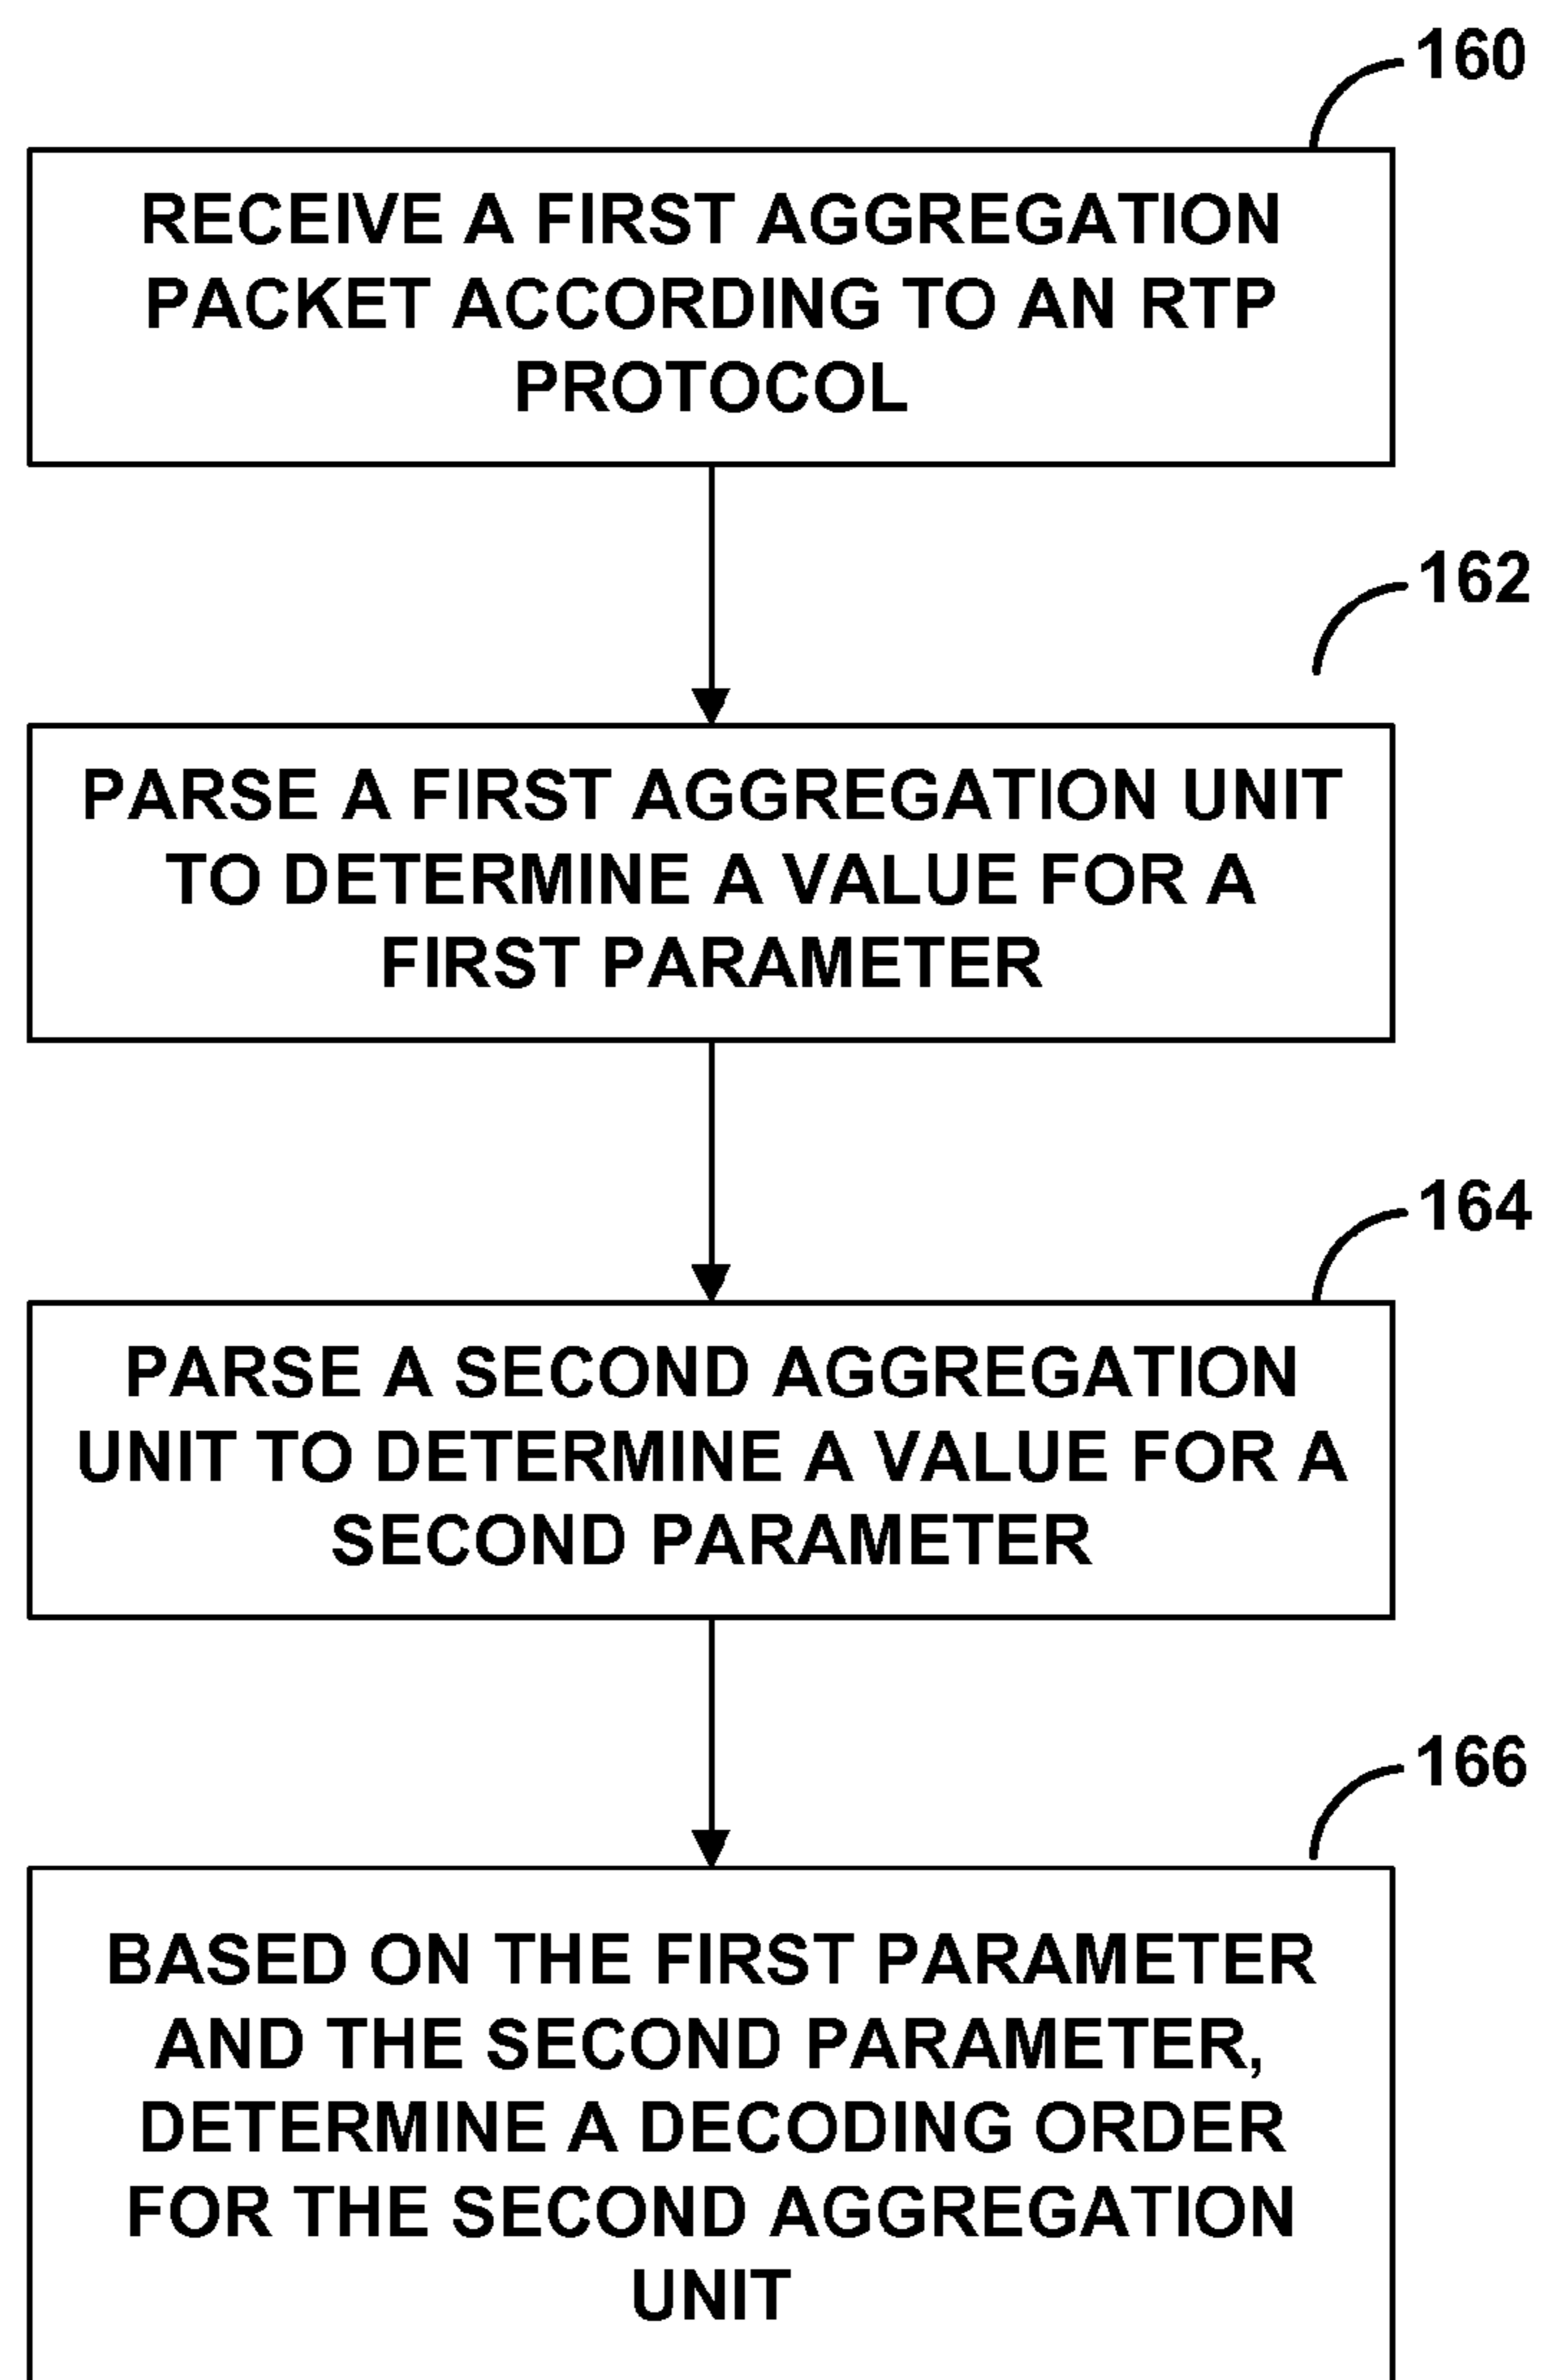 160
RECEIVE A FIRST AGGREGATION
PACKET ACCORDING TO AN RTP
PROTOCOL
162
PARSE A FIRST AGGREGATION UNIT
TO DETERMINE A VALUE FOR A
FIRST PARAMETER
164
PARSE A SECOND AGGREGATION
UNIT TO DETERMINE A VALUE FOR A
SECOND PARAMETER
166
BASED ON THE FIRST PARAMETER
AND THE SECOND PARAMETER,
DETERMINE A DECODING ORDER
FOR THE SECOND AGGREGATION
UNIT